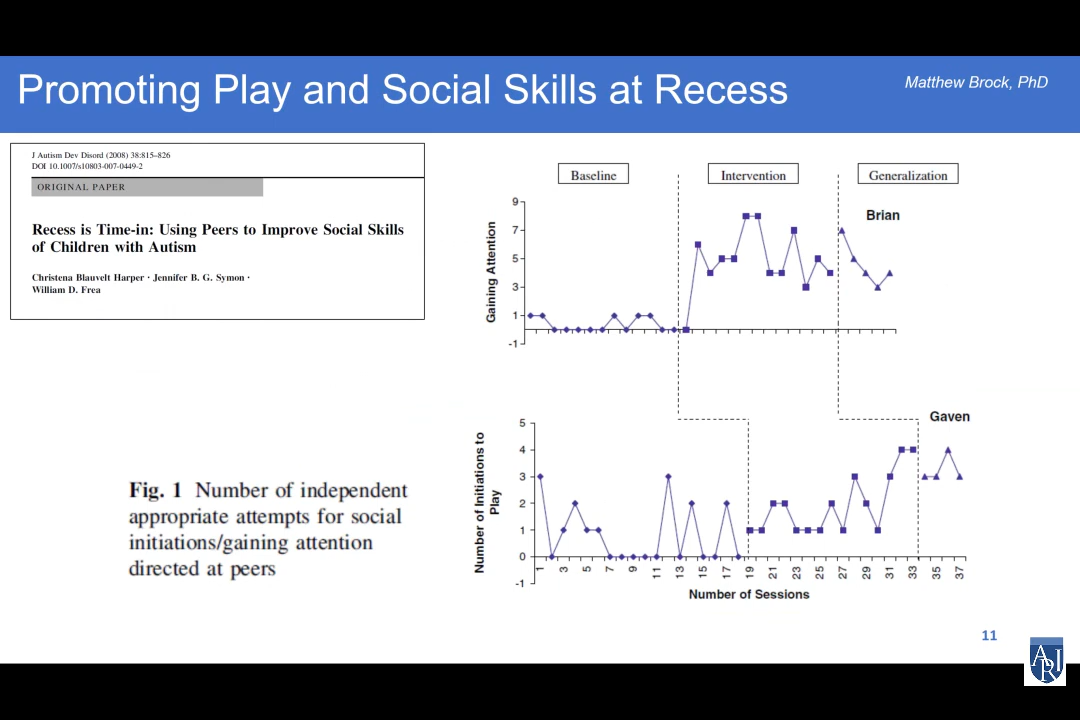 Promoting Play and Social Skills at Recess
Matthew Brock, PhD
J Autism Dev Disord (2008) 38:815–826
DOI 10.1007/s10803-007-0449-2
ORIGINAL PAPER
Recess is Time-in: Using Peers to Improve Social Skills
of Children with Autism
Christena Blauvelt Harper · Jennifer B. G. Symon ·
William D. Frea
Fig. 1 Number of independent
appropriate attempts for social
initiations/gaining attention
directed at peers
Baseline
Intervention
Generalization
Brian
Gaining Attention
9
7
5
3
1
-1
Gaven
Number of Initiations to
Play
5
4
3
2
1
0
-1
1 3 5 7 9 11 13 15 17 19 21 23 25 27 29 31 33 35 37
Number of Sessions
11
ARI